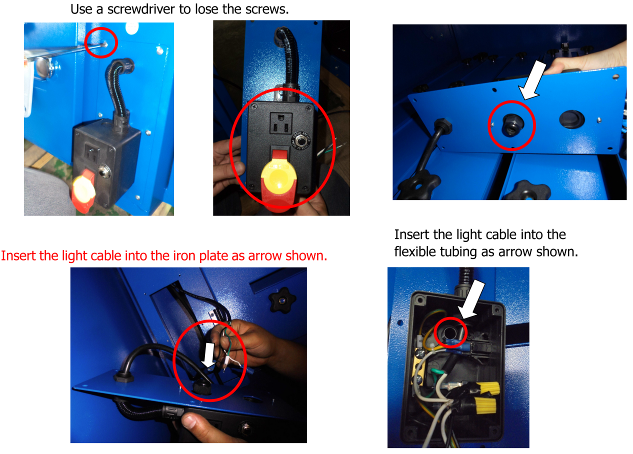 Use a screwdriver to lose the screws.
Insert the light cable into the iron plate as arrow shown.
Insert the light cable into the
flexible tubing as arrow shown.